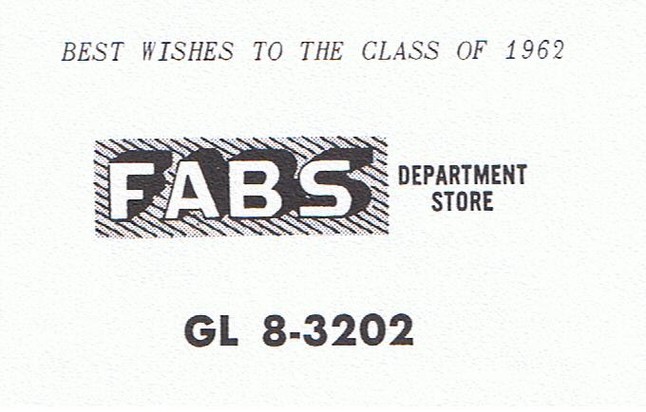 BEST WISHES TO THE CLASS OF 1962
FABS DEPARTMENT
STORE
GL 8-3202